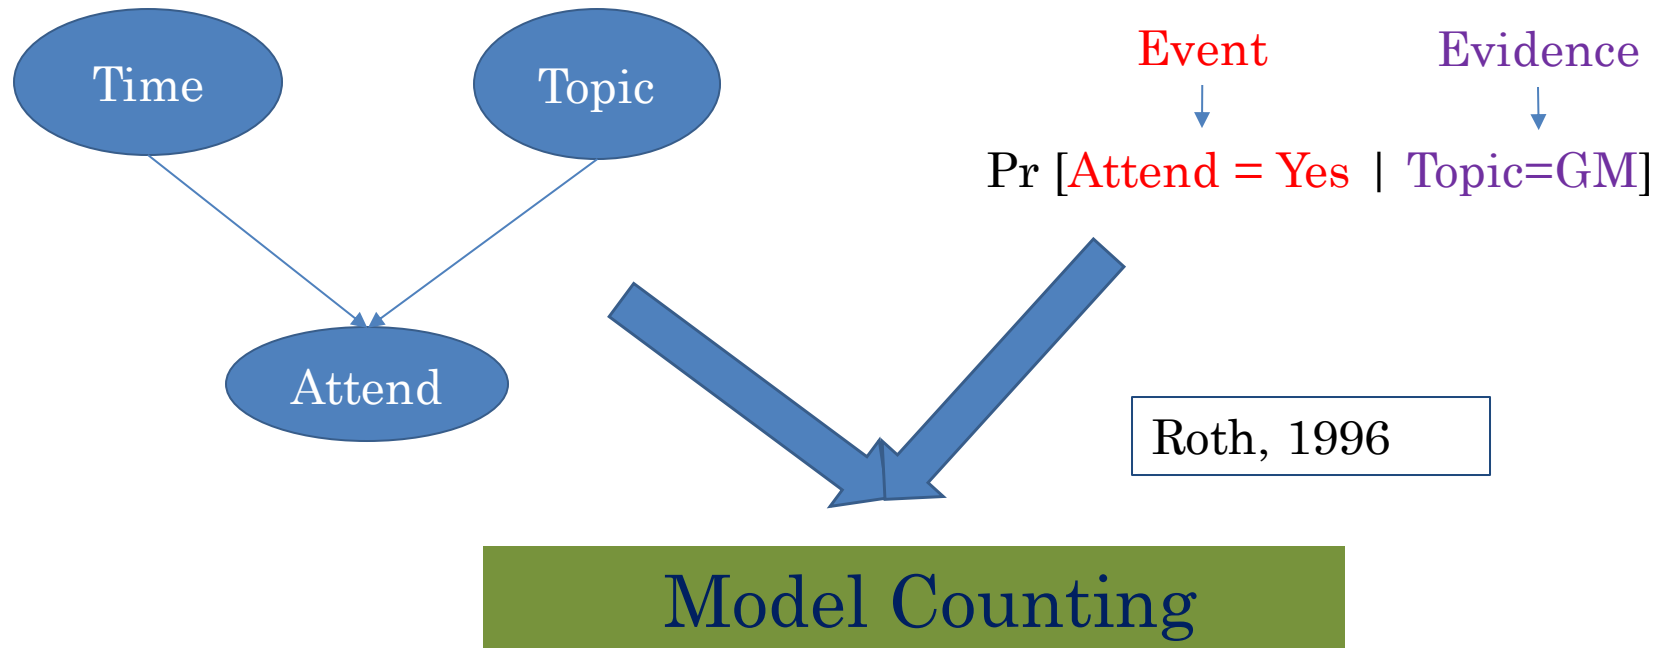 Time
Topic
Attend
Event
Evidence
Pr [Attend = Yes | Topic=GM]
Roth, 1996
Model Counting